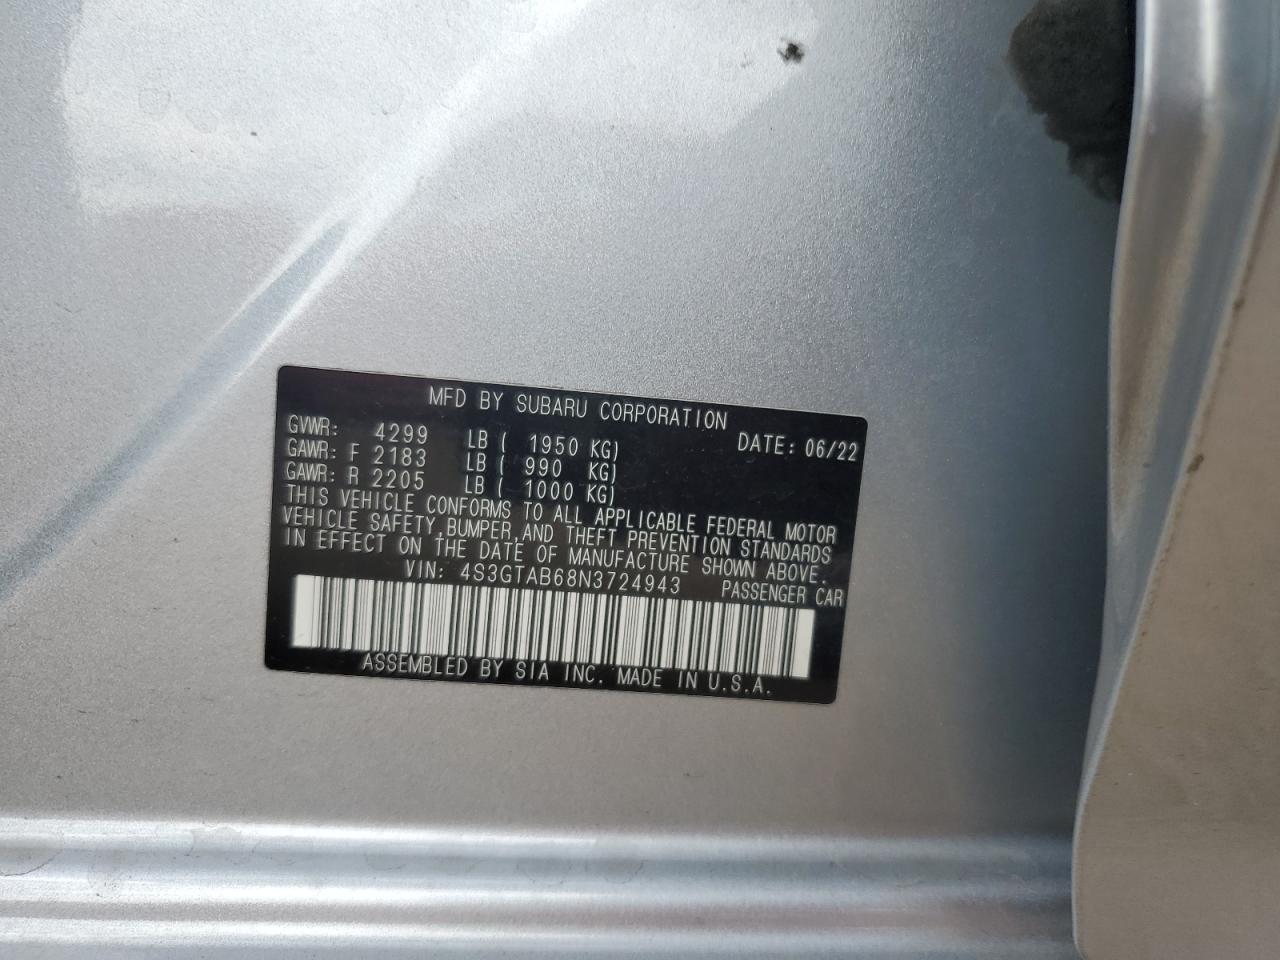 MFD BY SUBARU CORPORATION
GVWR: 4299 LB ( 1950 KG) DATE: 06/22
GAWR: F 2183 LB ( 990 KG)
GAWR: R 2205 LB ( 1000 KG)
THIS VEHICLE CONFORMS TO ALL APPLICABLE FEDERAL MOTOR
VEHICLE SAFETY,BUMPER,AND THEFT PREVENTION STANDARDS
IN EFFECT ON THE DATE OF MANUFACTURE SHOWN ABOVE.
VIN: 4S3GTAB68N3724943 PASSENGER CAR
ASSEMBLED BY SIA INC. MADE IN U.S.A.